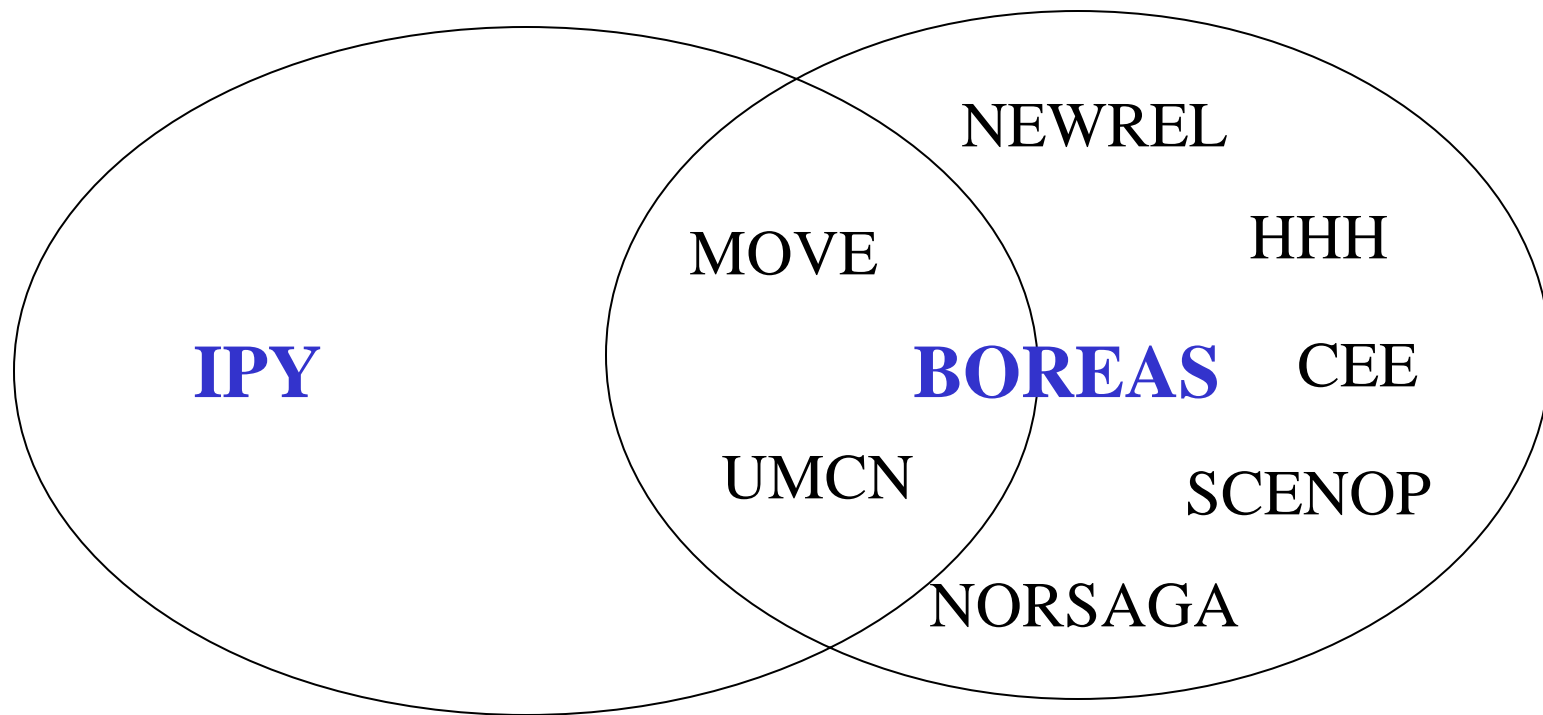 NEWREL
HHH
MOVE
IPY
BOREAS
CEE
UMCN
SCENOP
NORSAGA